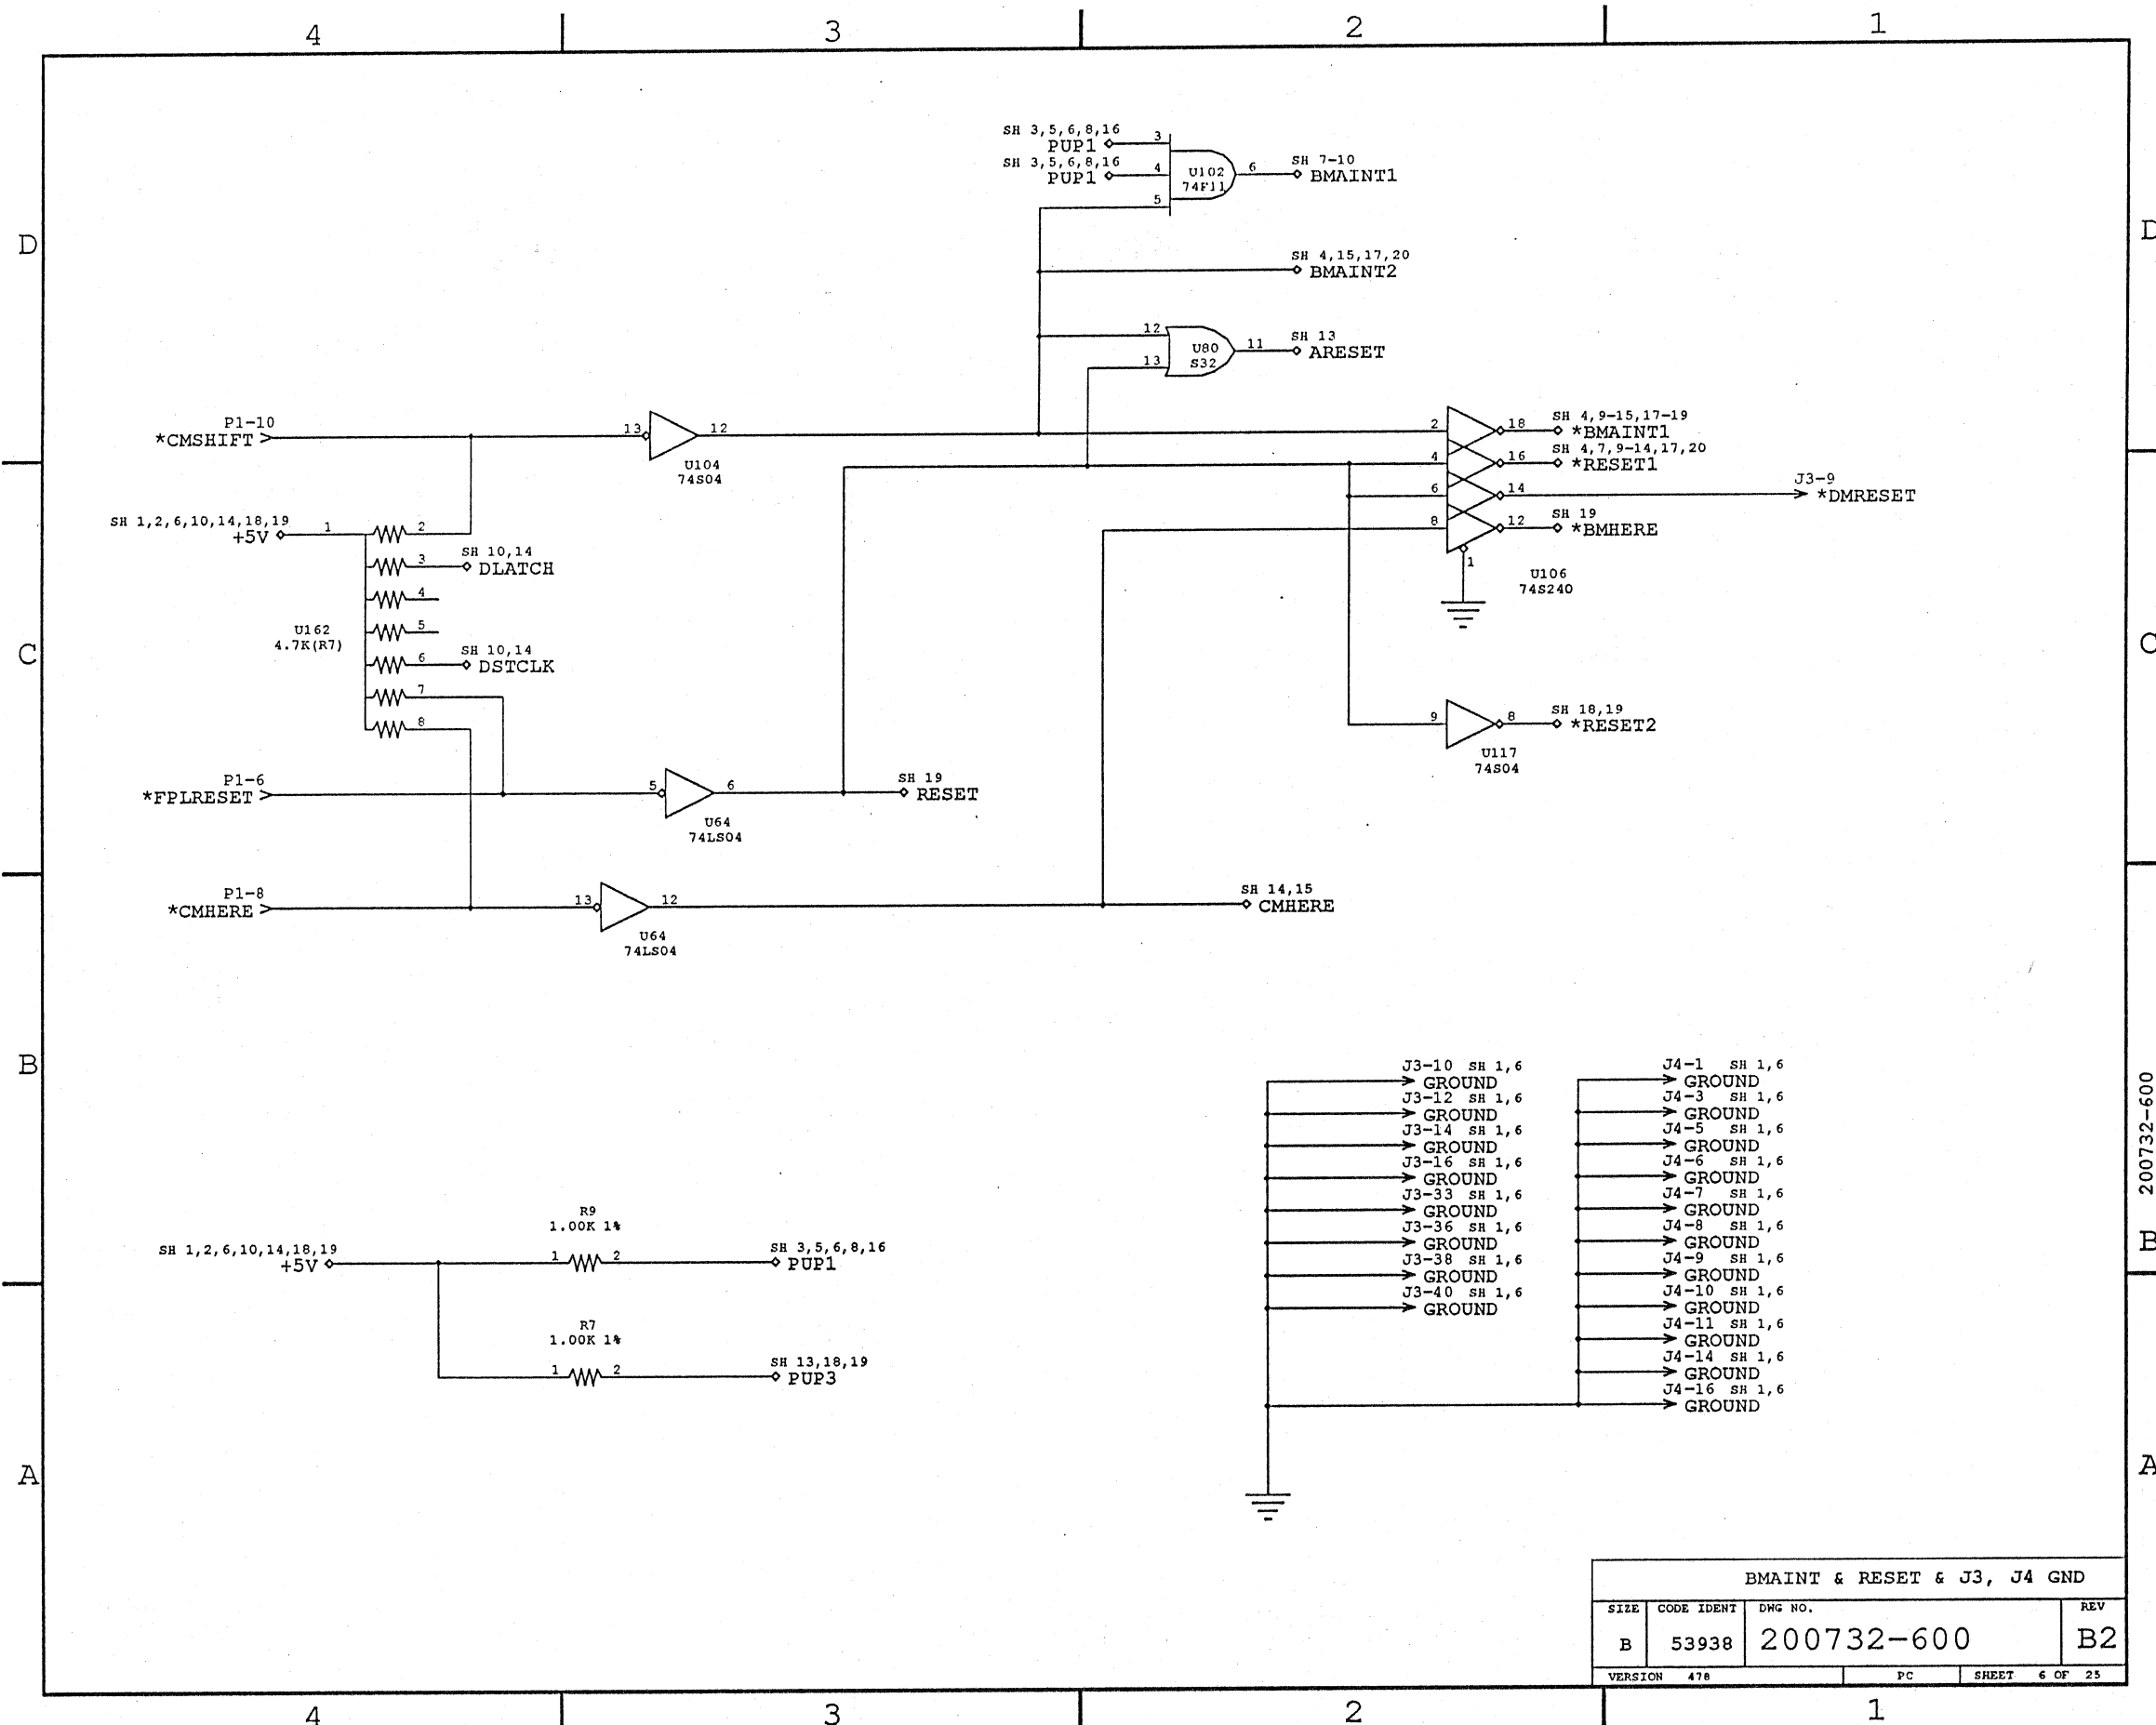 4 3 2 1
SH 3,5,6,8,16
PUP1 3
SH 3,5,6,8,16
PUP1 4
5
U102
74F11
6
SH 7-10
BMAINT1
D D
SH 4,15,17,20
BMAINT2
12
13
U80
S32
11
SH 13
ARESET
P1-10
*CMSHIFT
13 12
U104
74S04
2 18
SH 4,9-15,17-19
*BMAINT1
4 16
SH 4,7,9-14,17,20
*RESET1
6 14
J3-9
*DMRESET
8 12
SH 19
*BMHERE
1
U106
74S240
SH 1,2,6,10,14,18,19
+5V
1 2
3
SH 10,14
DLATCH
4
5
U162
4.7K(R7)
6
SH 10,14
DSTCLK
7
8
C C
9 8
SH 18,19
*RESET2
U117
74S04
P1-6
*FPLRESET
5 6
SH 19
RESET
U64
74LS04
P1-8
*CMHERE
13 12
SH 14,15
CMHERE
U64
74LS04
B B
200732-600
J3-10 SH 1,6
GROUND
J3-12 SH 1,6
GROUND
J3-14 SH 1,6
GROUND
J3-16 SH 1,6
GROUND
J3-33 SH 1,6
GROUND
J3-36 SH 1,6
GROUND
J3-38 SH 1,6
GROUND
J3-40 SH 1,6
GROUND
J4-1 SH 1,6
GROUND
J4-3 SH 1,6
GROUND
J4-5 SH 1,6
GROUND
J4-6 SH 1,6
GROUND
J4-7 SH 1,6
GROUND
J4-8 SH 1,6
GROUND
J4-9 SH 1,6
GROUND
J4-10 SH 1,6
GROUND
J4-11 SH 1,6
GROUND
J4-14 SH 1,6
GROUND
J4-16 SH 1,6
GROUND
SH 1,2,6,10,14,18,19
+5V
R9
1.00K 1%
1 2
SH 3,5,6,8,16
PUP1
R7
1.00K 1%
1 2
SH 13,18,19
PUP3
A A
BMAINT & RESET & J3, J4 GND
SIZE CODE IDENT DWG NO. REV
B 53938 200732-600 B2
VERSION 478 PC SHEET 6 OF 25
4 3 2 1